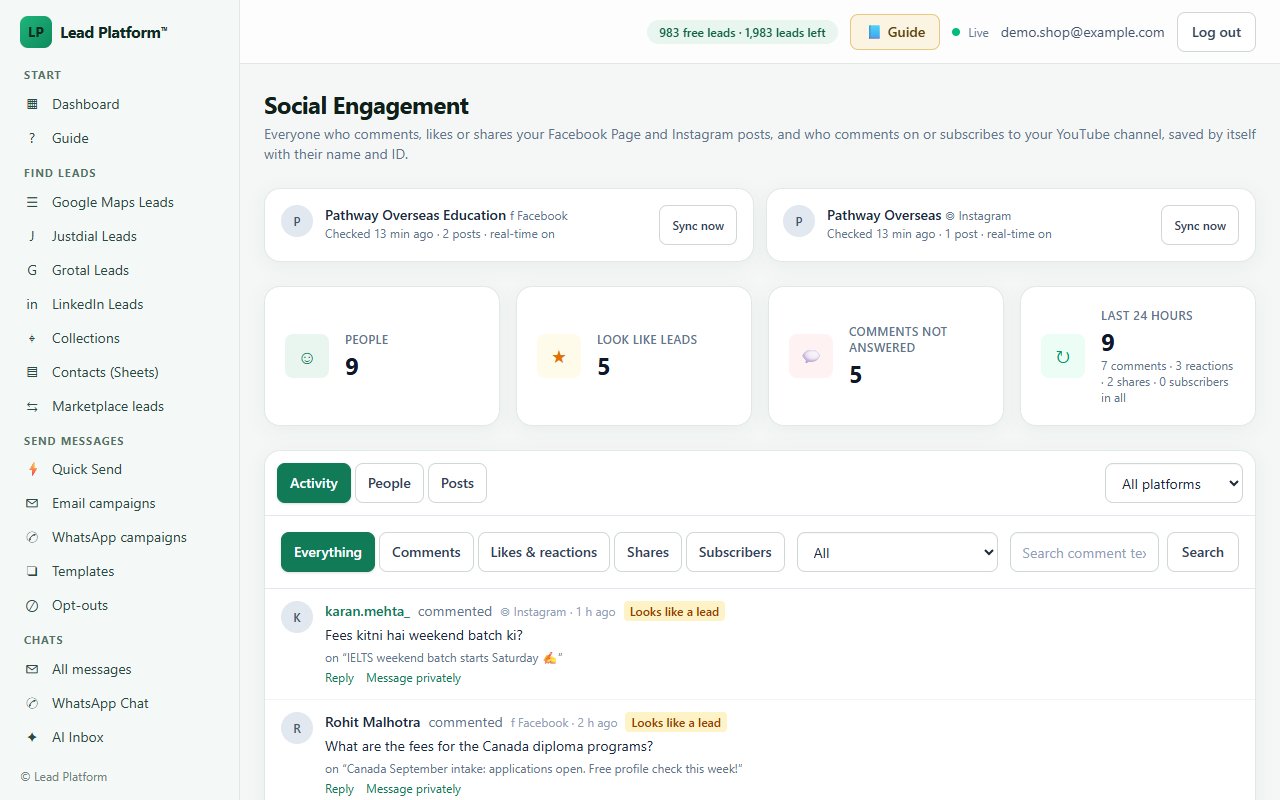 LP Lead Platform™
983 free leads · 1,983 leads left
📘 Guide
Live
demo.shop@example.com
Log out
START
Dashboard
? Guide
FIND LEADS
Google Maps Leads
J Justdial Leads
G Grotal Leads
in LinkedIn Leads
Collections
Contacts (Sheets)
Marketplace leads
SEND MESSAGES
Quick Send
Email campaigns
WhatsApp campaigns
Templates
Opt-outs
CHATS
All messages
WhatsApp Chat
AI Inbox
© Lead Platform
Social Engagement
Everyone who comments, likes or shares your Facebook Page and Instagram posts, and who comments on or subscribes to your YouTube channel, saved by itself
with their name and ID.
P
Pathway Overseas Education f Facebook
Checked 13 min ago · 2 posts · real-time on
Sync now
P
Pathway Overseas ◎ Instagram
Checked 13 min ago · 1 post · real-time on
Sync now
PEOPLE
9
LOOK LIKE LEADS
5
COMMENTS NOT
ANSWERED
5
LAST 24 HOURS
9
7 comments · 3 reactions
· 2 shares · 0 subscribers
in all
Activity
People
Posts
All platforms
Everything
Comments
Likes & reactions
Shares
Subscribers
All
Search comment tex
Search
K
karan.mehta_ commented ◎ Instagram · 1 h ago Looks like a lead
Fees kitni hai weekend batch ki?
on “IELTS weekend batch starts Saturday ✍️”
Reply Message privately
R
Rohit Malhotra commented f Facebook · 2 h ago Looks like a lead
What are the fees for the Canada diploma programs?
on “Canada September intake: applications open. Free profile check this week!”
Reply Message privately